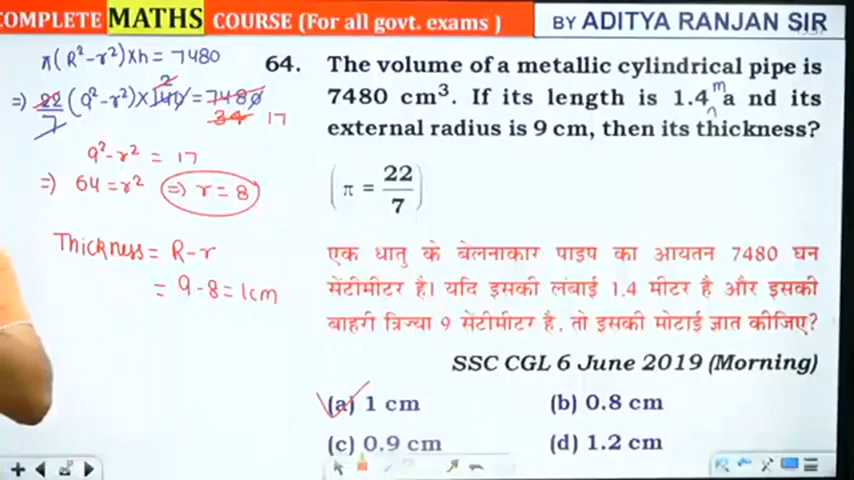 COMPLETE MATHS COURSE (For all govt. exams )
BY ADITYA RANJAN SIR
π(R²-r²)xh = 7480
=) 22/7 (9²-r²) x 140 = 7480
2
34 17
9²-r² = 17
=) 64 = r² =) r = 8
Thickness = R-r
= 9-8 = 1cm
64. The volume of a metallic cylindrical pipe is
7480 cm³. If its length is 1.4 m a nd its
external radius is 9 cm, then its thickness?
(π = 22/7)
एक धातु के बेलनाकार पाइप का आयतन 7480 घन
सेंटीमीटर है। यदि इसकी लंबाई 1.4 मीटर है और इसकी
बाहरी त्रिज्या 9 सेंटीमीटर है, तो इसकी मोटाई ज्ञात कीजिए?
SSC CGL 6 June 2019 (Morning)
(a) 1 cm (b) 0.8 cm
(c) 0.9 cm (d) 1.2 cm